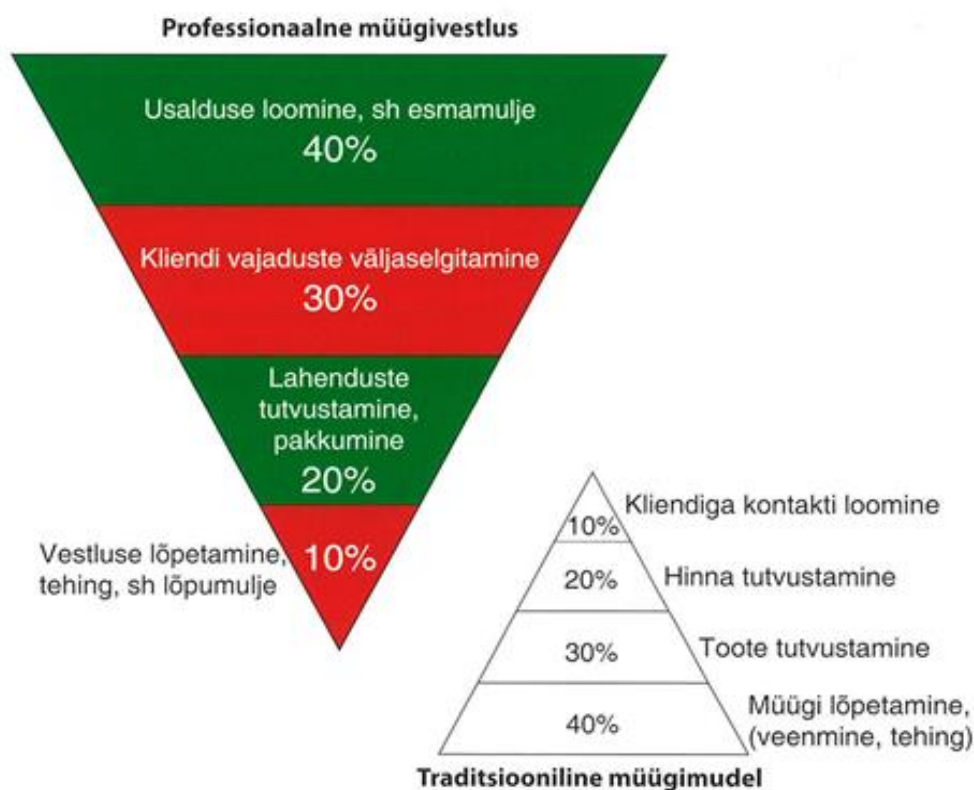 Professionaalne müügivestlus
Usalduse loomine, sh esmamulje
40%
Kliendi vajaduste väljaselgitamine
30%
Lahenduste
tutvustamine,
pakkumine
20%
Vestluse lõpetamine,
tehing, sh lõpumulje
10%
10%
Kliendiga kontakti loomine
20%
Hinna tutvustamine
30%
Toote tutvustamine
40%
Müügi lõpetamine,
(veenmine, tehing)
Traditsiooniline müügimudel